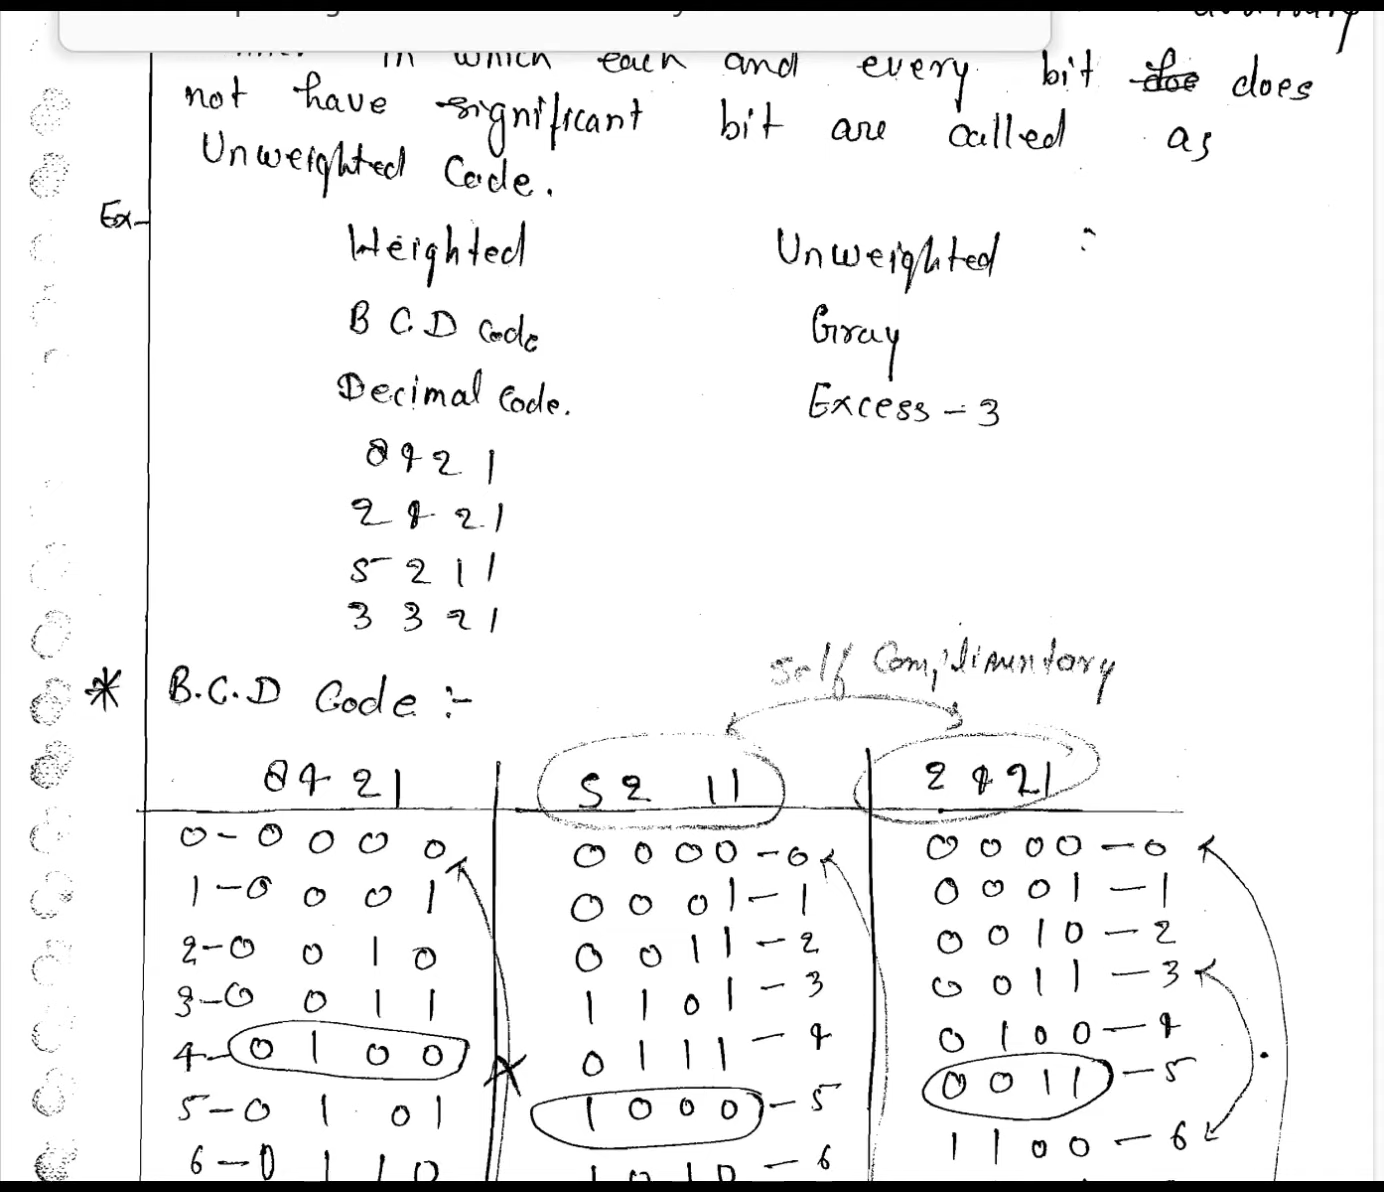 in which each and every bit doe does
not have significant bit are called as
Unweighted Code.
Ex-
Weighted Unweighted :
B C.D Code Gray
Decimal Code. Excess - 3
8 4 2 1
2 4 2 1
5 2 1 1
3 3 2 1
Self Complimentory
* B.C.D Code :-
8 4 2 1 5 2 1 1 2 4 2 1
0 - 0 0 0 0 0 0 0 0 - 0 0 0 0 0 - 0
1 - 0 0 0 1 0 0 0 1 - 1 0 0 0 1 - 1
2 - 0 0 1 0 0 0 1 1 - 2 0 0 1 0 - 2
3 - 0 0 1 1 1 1 0 1 - 3 0 0 1 1 - 3
4 - 0 1 0 0 0 1 1 1 - 4 0 1 0 0 - 4
5 - 0 1 0 1 1 0 0 0 - 5 0 0 1 1 - 5
6 - 0 1 1 0 1 0 1 0 - 6 1 1 0 0 - 6